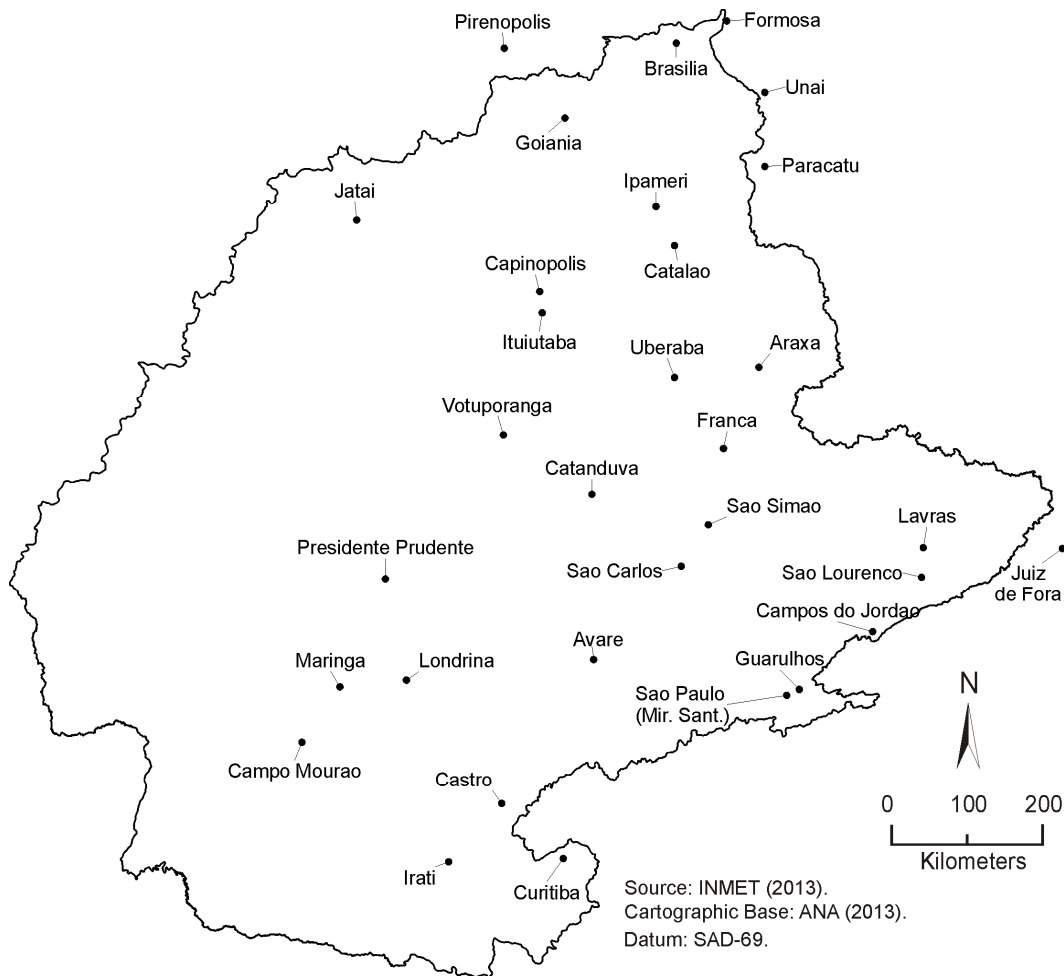 Pirenopolis
Formosa
Brasilia
Unai
Goiania
Paracatu
Ipameri
Jatai
Capinopolis
Catalao
Ituiutaba
Uberaba
Araxa
Votuporanga
Franca
Catanduva
Sao Simao
Lavras
Presidente Prudente
Sao Carlos
Sao Lourenco
Juiz
de Fora
Campos do Jordao
Avare
Maringa
Londrina
Guarulhos
Sao Paulo
(Mir. Sant.)
N
Campo Mourao
Castro
0 100 200
Kilometers
Irati
Curitiba
Source: INMET (2013).
Cartographic Base: ANA (2013).
Datum: SAD-69.